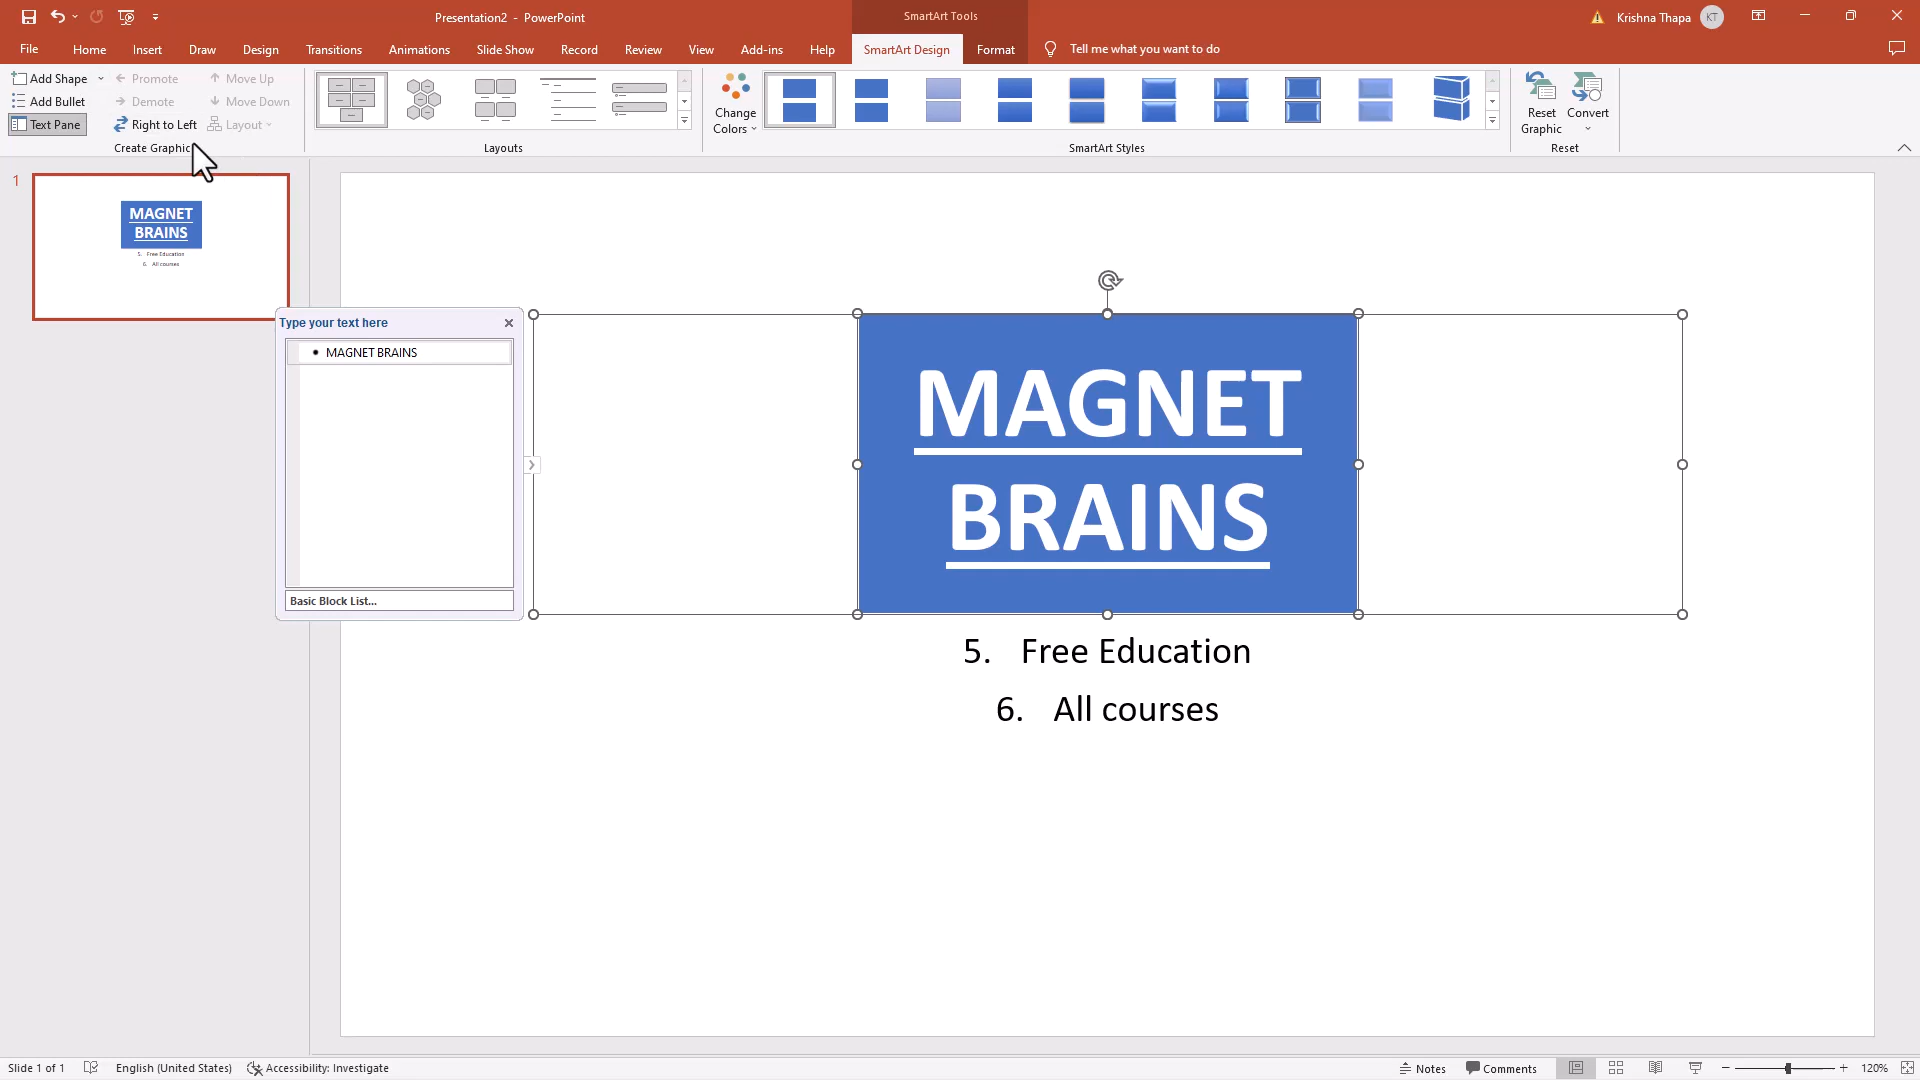 Presentation2 - PowerPoint
SmartArt Tools
Krishna Thapa
KT
File Home Insert Draw Design Transitions Animations Slide Show Record Review View Add-ins Help SmartArt Design Format Tell me what you want to do
Add Shape Promote Move Up
Add Bullet Demote Move Down
Text Pane Right to Left Layout
Create Graphic
Layouts
Change
Colors
SmartArt Styles
Reset
Graphic
Convert
Reset
1
MAGNET
BRAINS
5. Free Education
6. All courses
Type your text here
MAGNET BRAINS
Basic Block List...
MAGNET
BRAINS
5. Free Education
6. All courses
Slide 1 of 1 English (United States) Accessibility: Investigate Notes Comments 120%